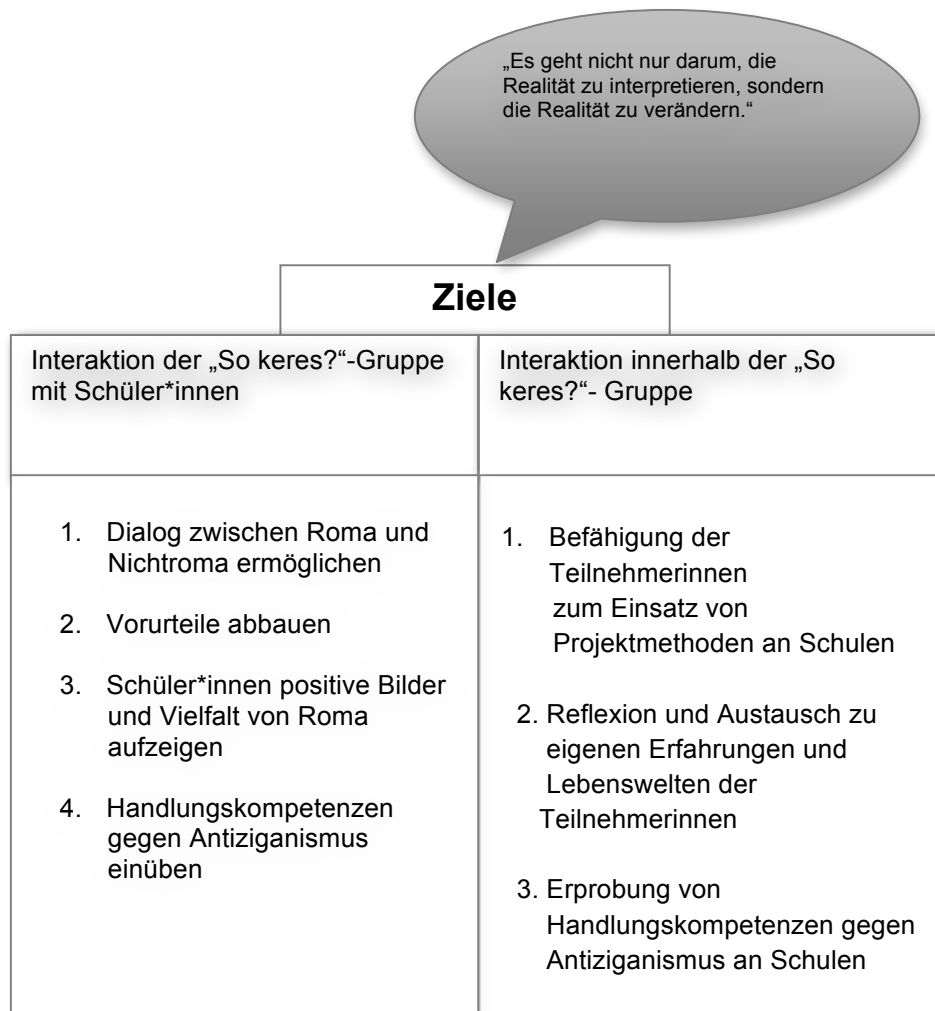 „Es geht nicht nur darum, die
Realität zu interpretieren, sondern
die Realität zu verändern.“
Ziele
Interaktion der „So keres?“-Gruppe
mit Schüler*innen
1. Dialog zwischen Roma und
Nichtroma ermöglichen
2. Vorurteile abbauen
3. Schüler*innen positive Bilder
und Vielfalt von Roma
aufzeigen
4. Handlungskompetenzen
gegen Antiziganismus
einüben
Interaktion innerhalb der „So
keres?“- Gruppe
1. Befähigung der
Teilnehmerinnen
zum Einsatz von
Projektmethoden an Schulen
2. Reflexion und Austausch zu
eigenen Erfahrungen und
Lebenswelten der
Teilnehmerinnen
3. Erprobung von
Handlungskompetenzen gegen
Antiziganismus an Schulen